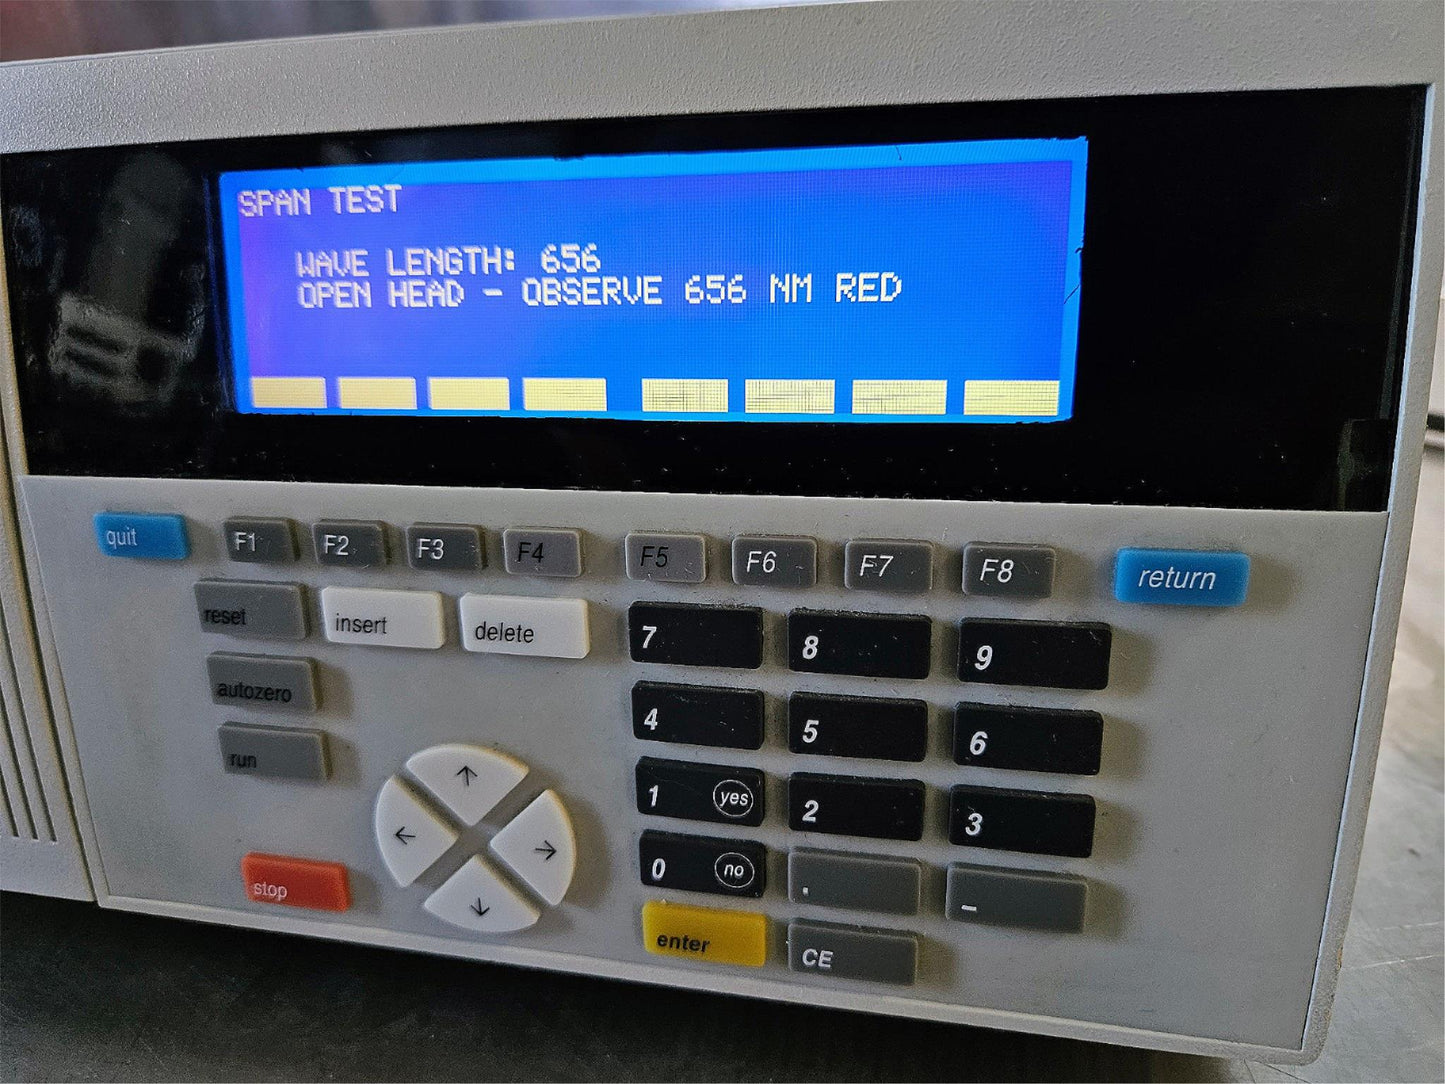 SPAN TEST
WAVE LENGTH: 656
OPEN HEAD - OBSERVE 656 NM RED
quit F1 F2 F3 F4 F5 F6 F7 F8 return
reset insert delete 7 8 9
autozero 4 5 6
run 1 yes 2 3
stop 0 no . -
enter CE